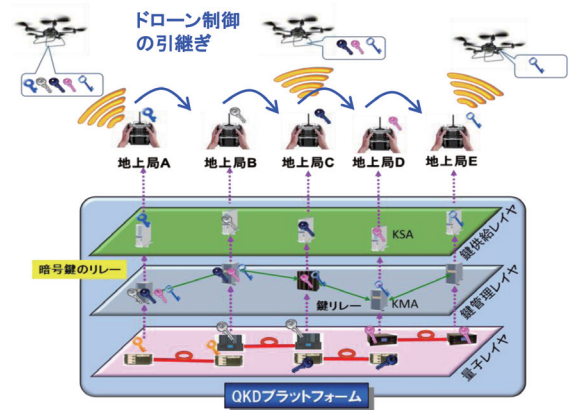 ドローン制御
の引継ぎ
地上局A
地上局B
地上局C
地上局D
地上局E
KSA
鍵供給レイヤ
暗号鍵のリレー
鍵リレー
KMA
鍵管理レイヤ
量子レイヤ
QKDプラットフォーム